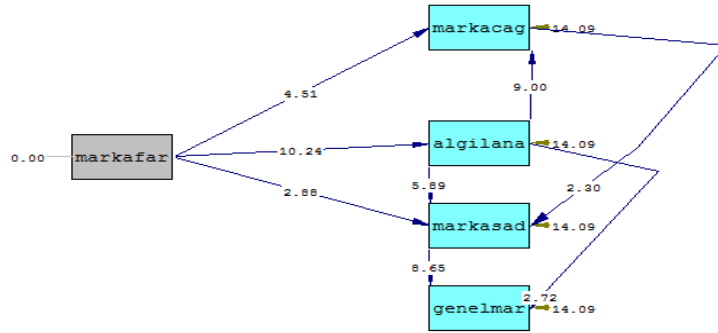 markacag
14.09
4.51
9.00
0.00
markafar
10.24
algilana
14.09
2.88
5.89
2.30
markasad
14.09
8.65
genelmar
2.72
14.09